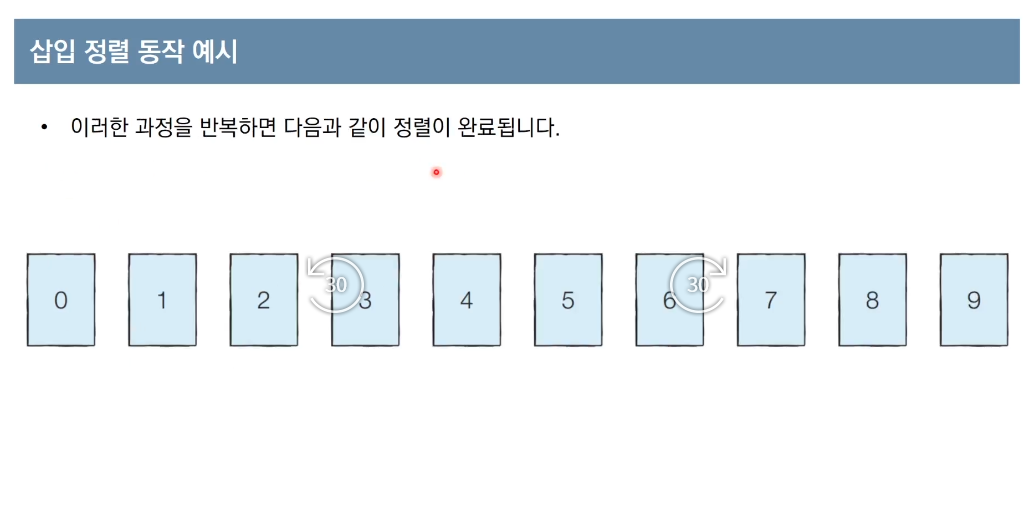 삽입 정렬 동작 예시
• 이러한 과정을 반복하면 다음과 같이 정렬이 완료됩니다.
0 1 2 30 3 4 5 6 30 7 8 9